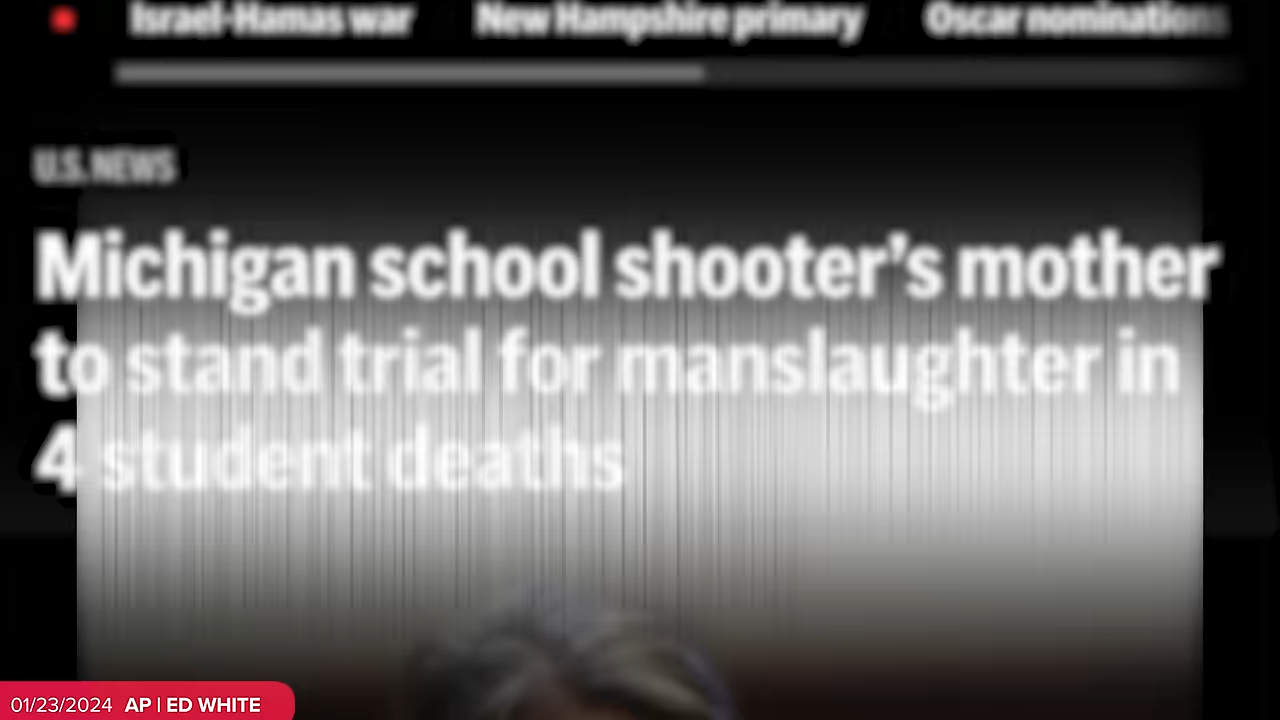 Israel-Hamas war New Hampshire primary Oscar nominations
U.S. NEWS
Michigan school shooter’s mother
to stand trial for manslaughter in
4 student deaths
01/23/2024 AP | ED WHITE